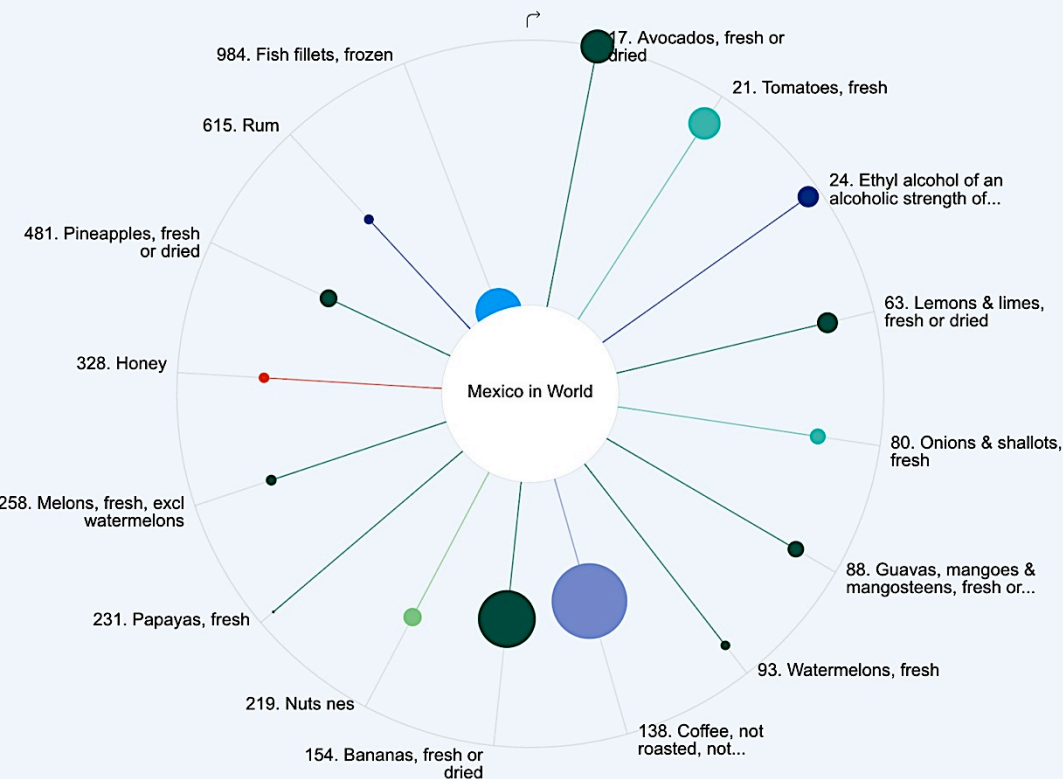 17. Avocados, fresh or
dried
21. Tomatoes, fresh
24. Ethyl alcohol of an
alcoholic strength of...
63. Lemons & limes,
fresh or dried
80. Onions & shallots,
fresh
88. Guavas, mangoes &
mangosteens, fresh or...
93. Watermelons, fresh
138. Coffee, not
roasted, not...
154. Bananas, fresh or
dried
219. Nuts nes
231. Papayas, fresh
258. Melons, fresh, excl
watermelons
328. Honey
481. Pineapples, fresh
or dried
615. Rum
984. Fish fillets, frozen
Mexico in World